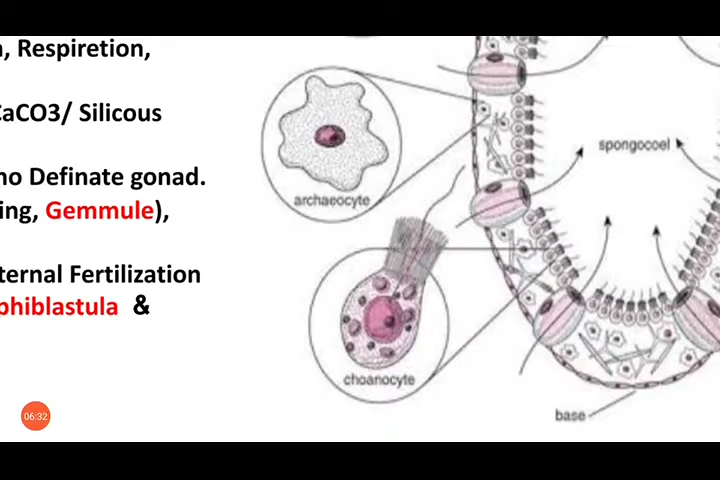 , Respiretion,
CaCO3/ Silicous
no Definate gonad.
ing, Gemmule),
ternal Fertilization
phiblastula &
06:32
archaeocyte
choanocyte
spongocoel
base